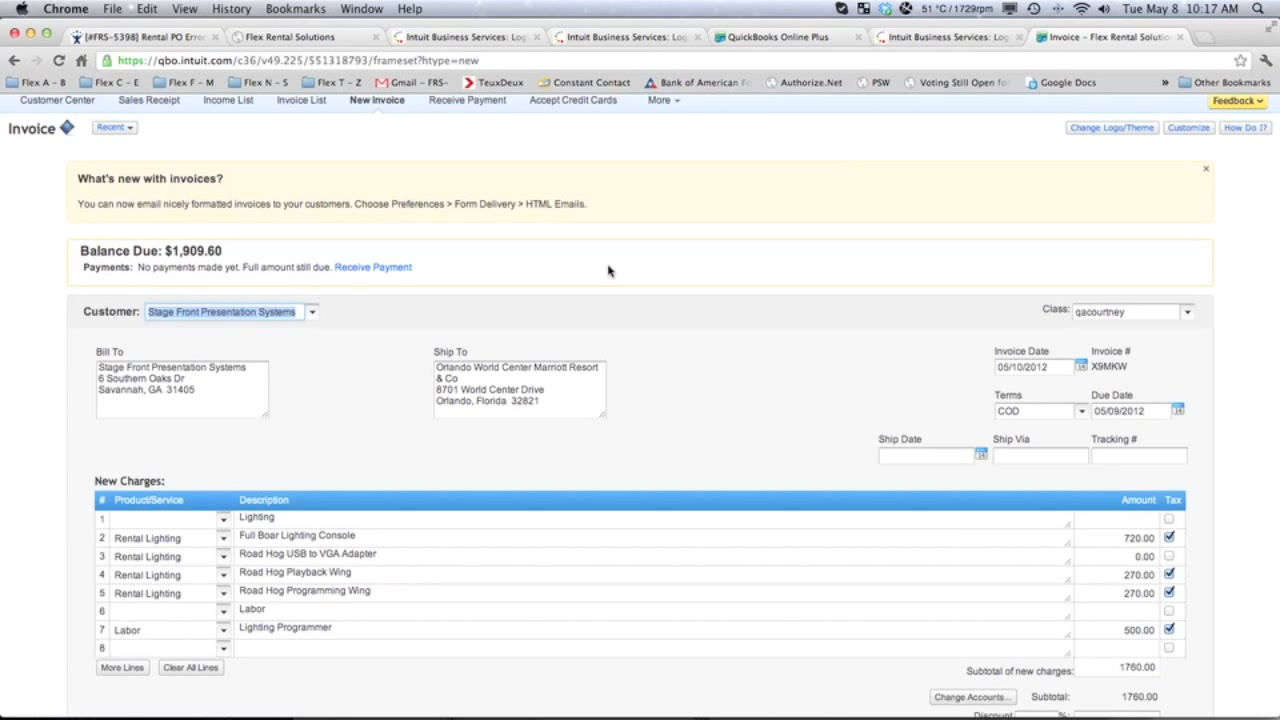 Chrome File Edit View History Bookmarks Window Help 51 °C / 1729rpm Tue May 8 10:17 AM
[#FRS-5398] Rental PO Erro Flex Rental Solutions Intuit Business Services: Log Intuit Business Services: Log QuickBooks Online Plus Intuit Business Services: Log Invoice – Flex Rental Solutio
https://qbo.intuit.com/c36/v49.225/551318793/frameset?htype=new
Flex A - B Flex C - E Flex F - M Flex N - S Flex T - Z Gmail - FRS- TeuxDeux Constant Contact Bank of American F Authorize.Net PSW Voting Still Open for Google Docs » Other Bookmarks
Customer Center Sales Receipt Income List Invoice List New Invoice Receive Payment Accept Credit Cards More Feedback
Invoice Recent Change Logo/Theme Customize How Do I?
What's new with invoices?
You can now email nicely formatted invoices to your customers. Choose Preferences > Form Delivery > HTML Emails.
Balance Due: $1,909.60
Payments: No payments made yet. Full amount still due. Receive Payment
Customer: Stage Front Presentation Systems Class: qacourtney
Bill To
Stage Front Presentation Systems
6 Southern Oaks Dr
Savannah, GA 31405
Ship To
Orlando World Center Marriott Resort
& Co
8701 World Center Drive
Orlando, Florida 32821
Invoice Date Invoice #
05/10/2012 X9MKW
Terms Due Date
COD 05/09/2012
Ship Date Ship Via Tracking #
New Charges:
# Product/Service Description Amount Tax
1 Lighting
2 Rental Lighting Full Boar Lighting Console 720.00
3 Rental Lighting Road Hog USB to VGA Adapter 0.00
4 Rental Lighting Road Hog Playback Wing 270.00
5 Rental Lighting Road Hog Programming Wing 270.00
6 Labor
7 Labor Lighting Programmer 500.00
8
More Lines Clear All Lines Subtotal of new charges: 1760.00
Change Accounts... Subtotal: 1760.00
Discount %: